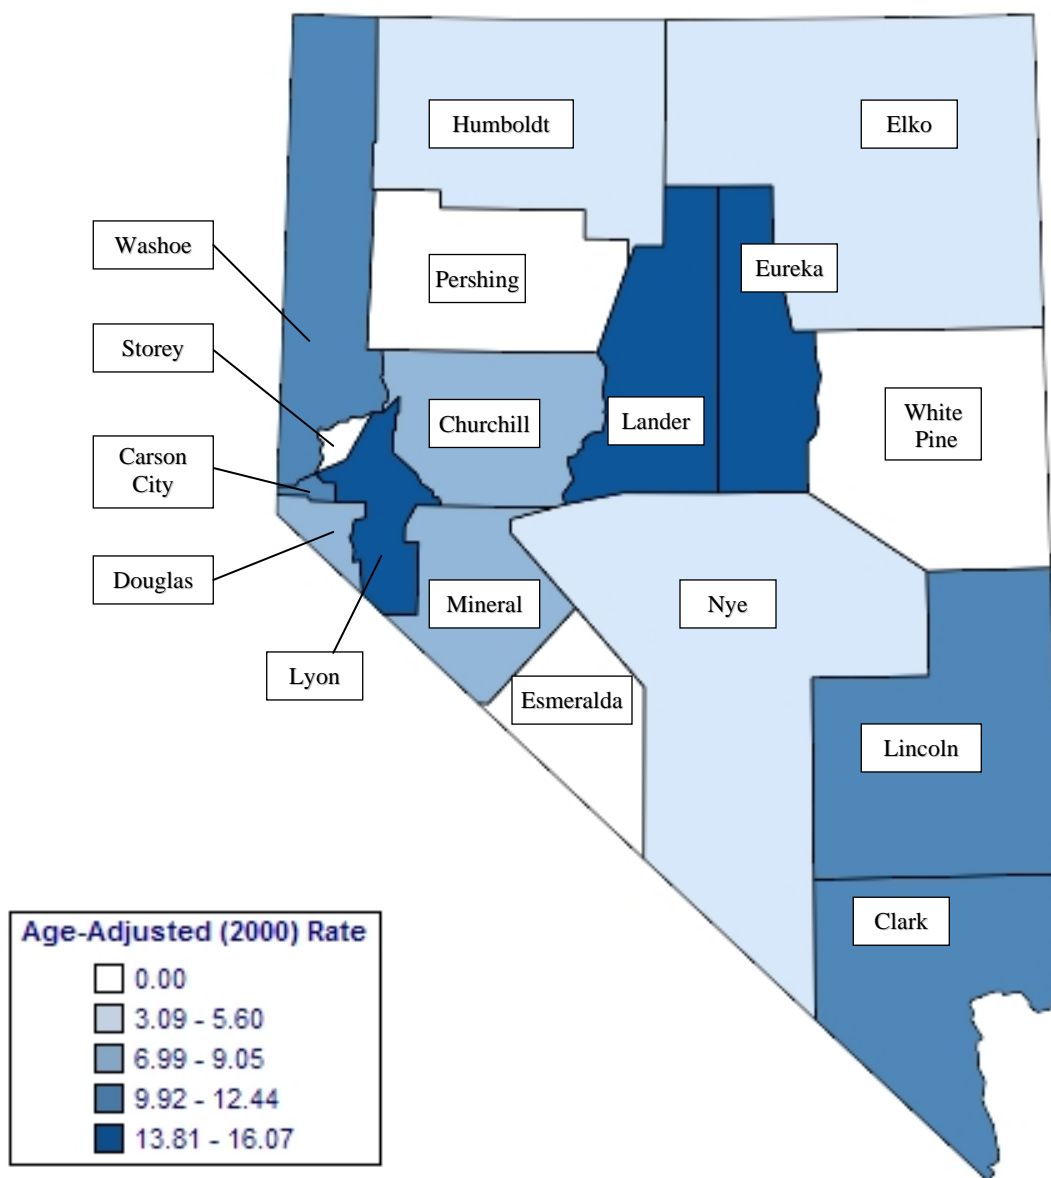 Humboldt
Elko
Washoe
Pershing
Eureka
Storey
Churchill
Lander
White
Pine
Carson
City
Douglas
Mineral
Nye
Lyon
Esmeralda
Lincoln
Clark
Age-Adjusted (2000) Rate
0.00
3.09 - 5.60
6.99 - 9.05
9.92 - 12.44
13.81 - 16.07